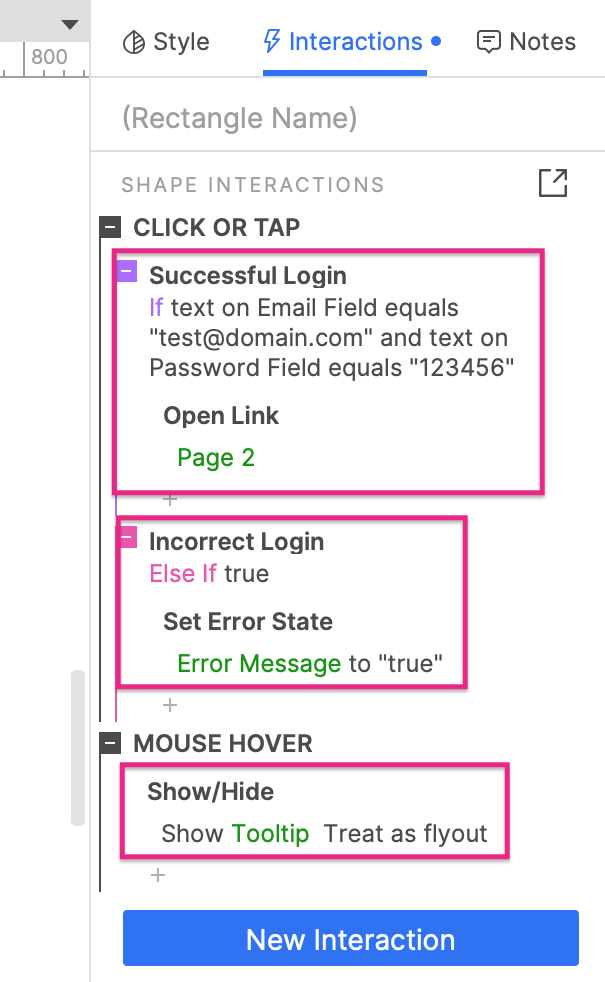 800
Style
Interactions
Notes
(Rectangle Name)
SHAPE INTERACTIONS
CLICK OR TAP
Successful Login
If text on Email Field equals
"test@domain.com" and text on
Password Field equals "123456"
Open Link
Page 2
+
Incorrect Login
Else If true
Set Error State
Error Message to "true"
+
MOUSE HOVER
Show/Hide
Show Tooltip Treat as flyout
+
New Interaction